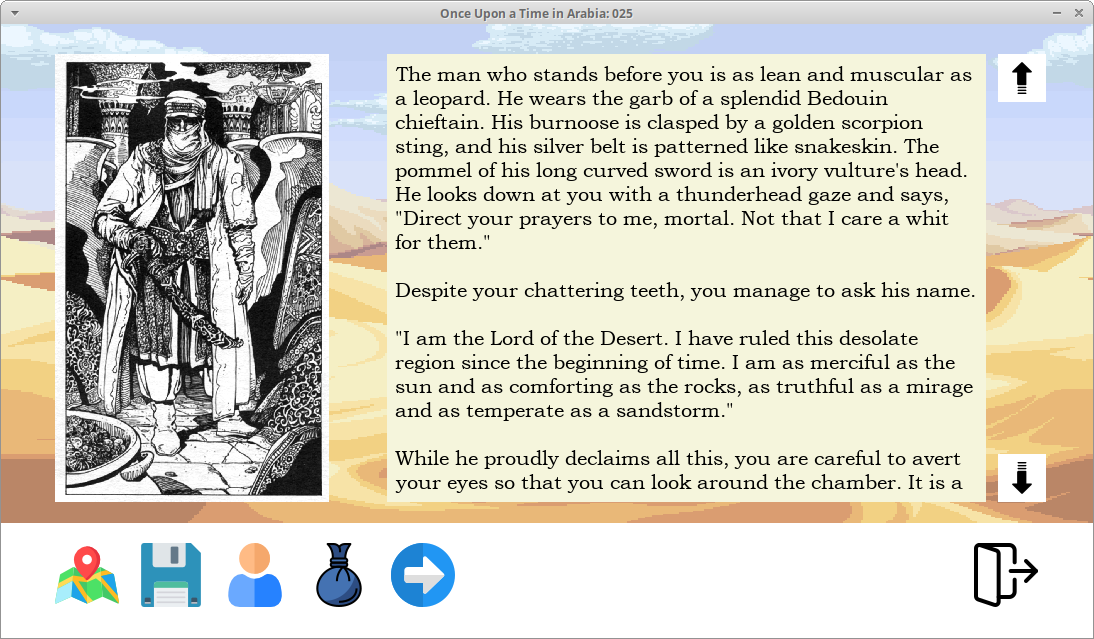 Once Upon a Time in Arabia: 025
The man who stands before you is as lean and muscular as
a leopard. He wears the garb of a splendid Bedouin
chieftain. His burnoose is clasped by a golden scorpion
sting, and his silver belt is patterned like snakeskin. The
pommel of his long curved sword is an ivory vulture's head.
He looks down at you with a thunderhead gaze and says,
"Direct your prayers to me, mortal. Not that I care a whit
for them."
Despite your chattering teeth, you manage to ask his name.
"I am the Lord of the Desert. I have ruled this desolate
region since the beginning of time. I am as merciful as the
sun and as comforting as the rocks, as truthful as a mirage
and as temperate as a sandstorm."
While he proudly declaims all this, you are careful to avert
your eyes so that you can look around the chamber. It is a